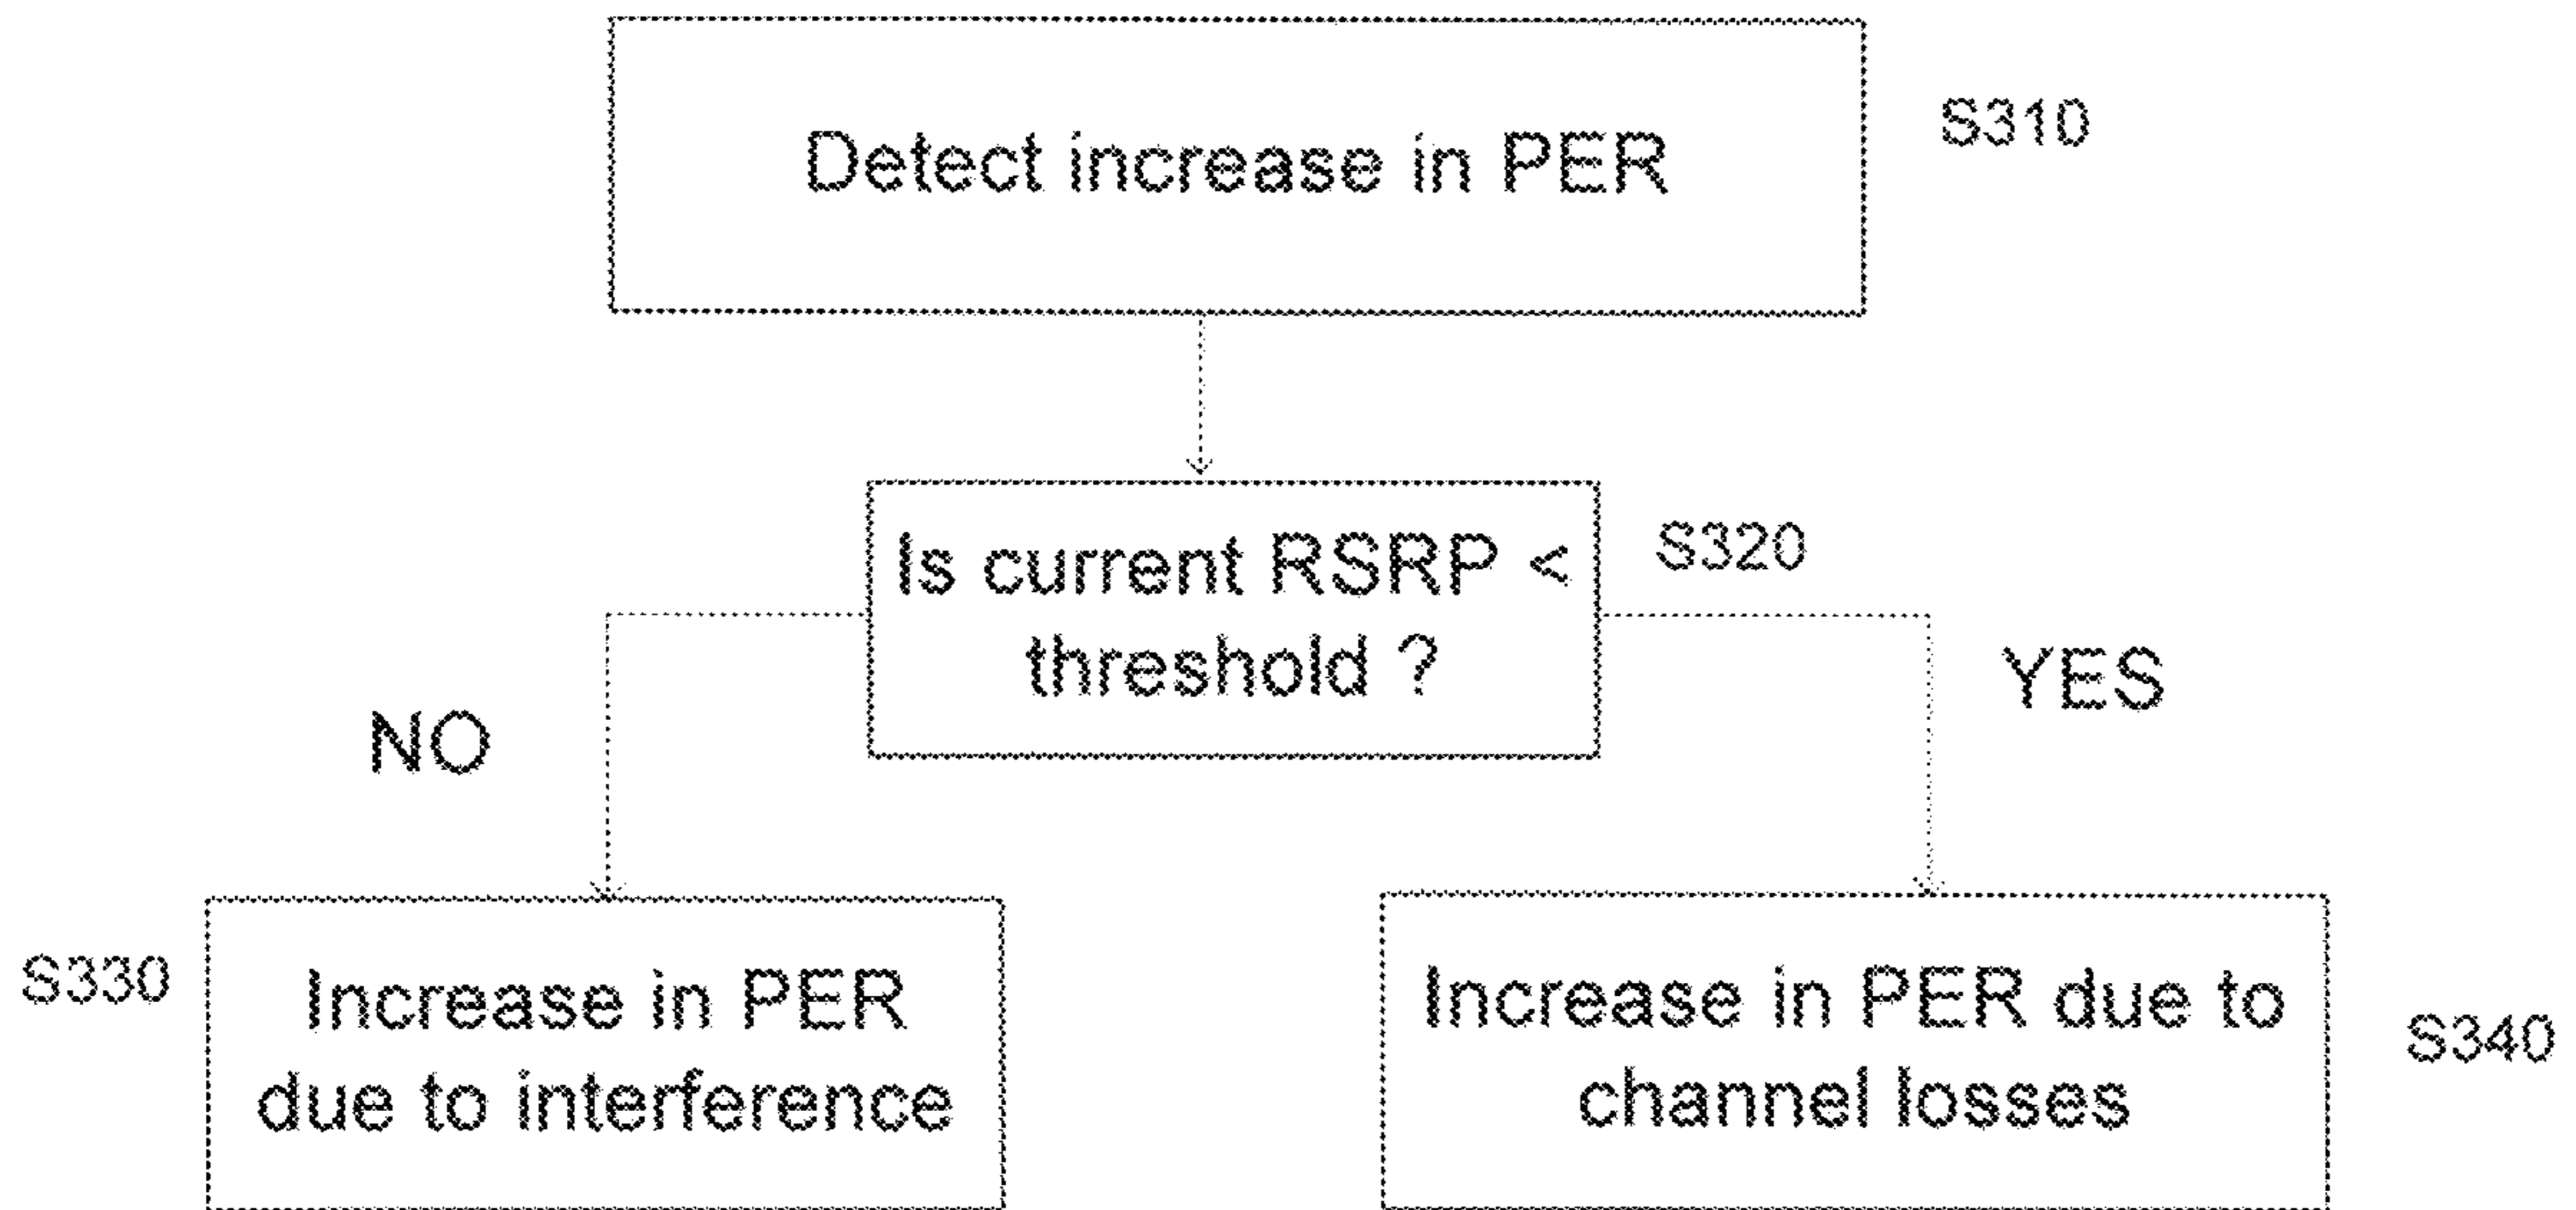 Detect increase in PER
S310
Is current RSRP <
threshold ?
S320
NO
YES
S330
Increase in PER
due to interference
Increase in PER due to
channel losses
S340